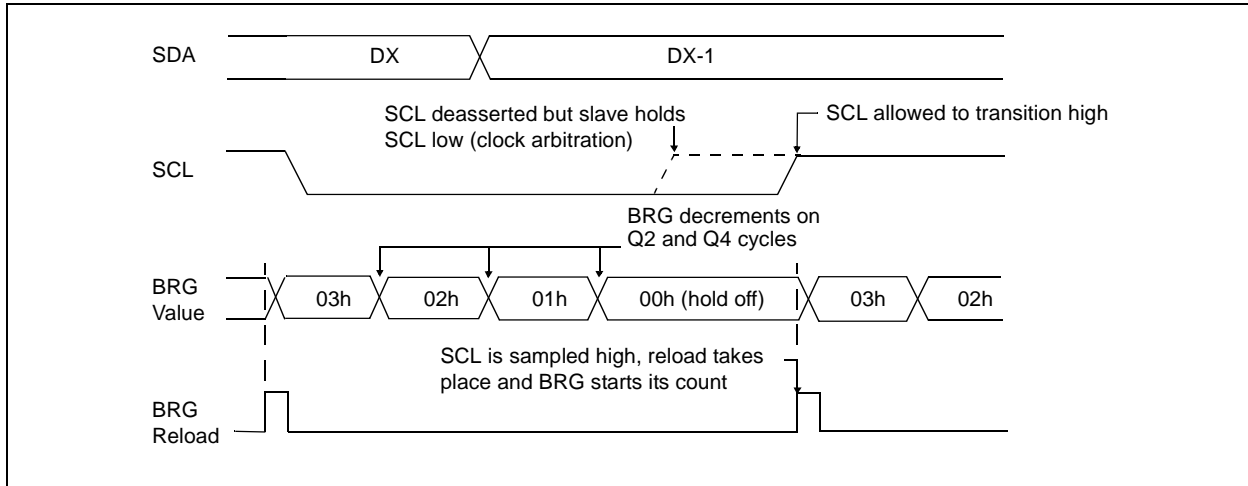 SDA
DX
DX-1
SCL deasserted but slave holds
SCL low (clock arbitration)
SCL allowed to transition high
SCL
BRG decrements on
Q2 and Q4 cycles
BRG
Value
03h
02h
01h
00h (hold off)
03h
02h
SCL is sampled high, reload takes
place and BRG starts its count
BRG
Reload